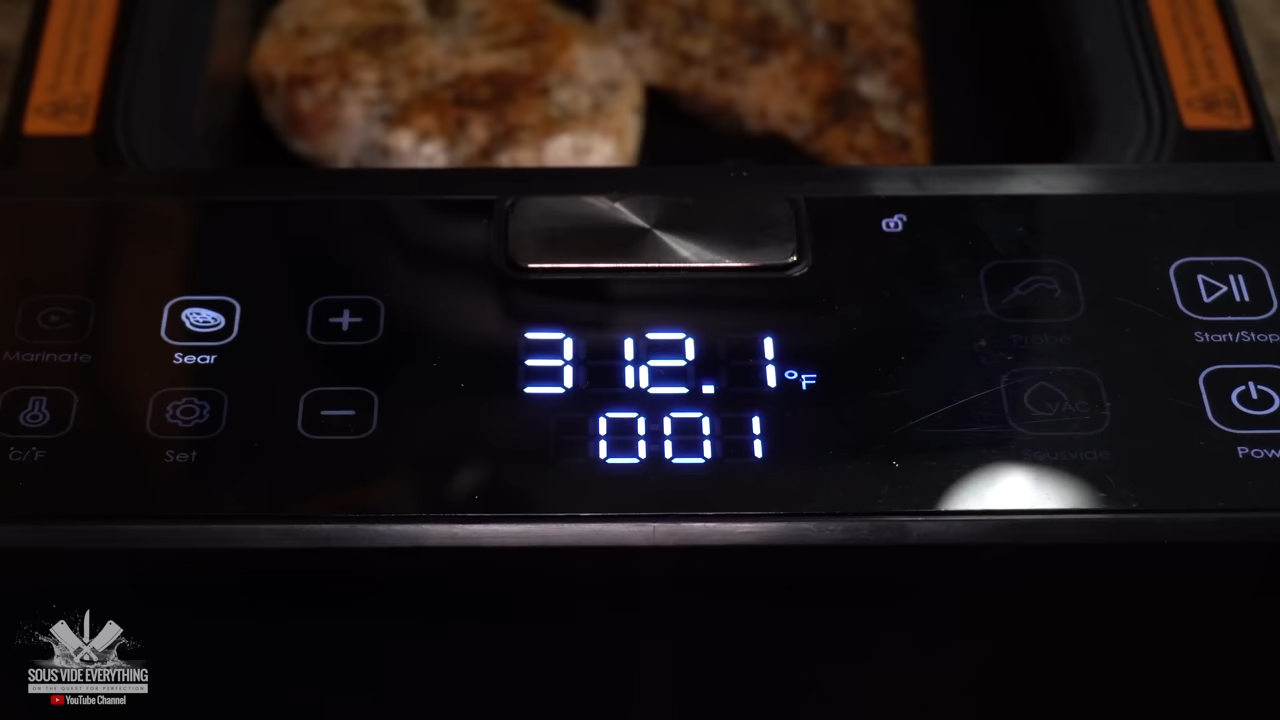 Marinate
Sear
312.1°F
001
Probe
Start/Stop
C/F
Set
VAC
Sousvide
Pow
SOUS VIDE EVERYTHING
ON THE QUEST FOR PERFECTION
YouTube Channel